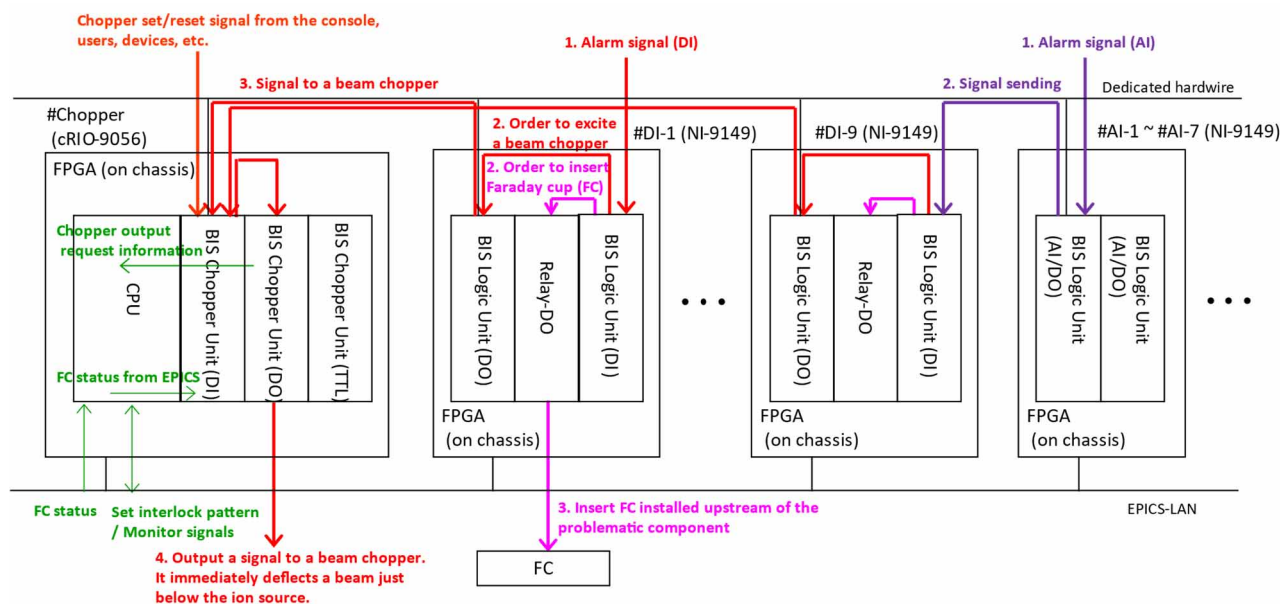 Chopper set/reset signal from the console,
users, devices, etc.
1. Alarm signal (DI)
1. Alarm signal (AI)
3. Signal to a beam chopper
2. Signal sending
Dedicated hardwire
#Chopper
(cRIO-9056)
2. Order to excite
a beam chopper
#DI-1 (NI-9149)
#DI-9 (NI-9149)
#AI-1 ~ #AI-7 (NI-9149)
FPGA (on chassis)
2. Order to insert
Faraday cup (FC)
Chopper output
request information
CPU
BIS Chopper Unit (DI)
BIS Chopper Unit (DO)
BIS Chopper Unit (TTL)
FC status from EPICS
BIS Logic Unit
(DO)
Relay-DO
BIS Logic Unit
(DI)
• • •
BIS Logic Unit
(DO)
Relay-DO
BIS Logic Unit
(DI)
BIS Logic Unit
(AI/DO)
BIS Logic Unit
(AI/DO)
• • •
FPGA
(on chassis)
FPGA
(on chassis)
FPGA
(on chassis)
FC status
Set interlock pattern
/ Monitor signals
3. Insert FC installed upstream of the
problematic component
EPICS-LAN
4. Output a signal to a beam chopper.
It immediately deflects a beam just
below the ion source.
FC